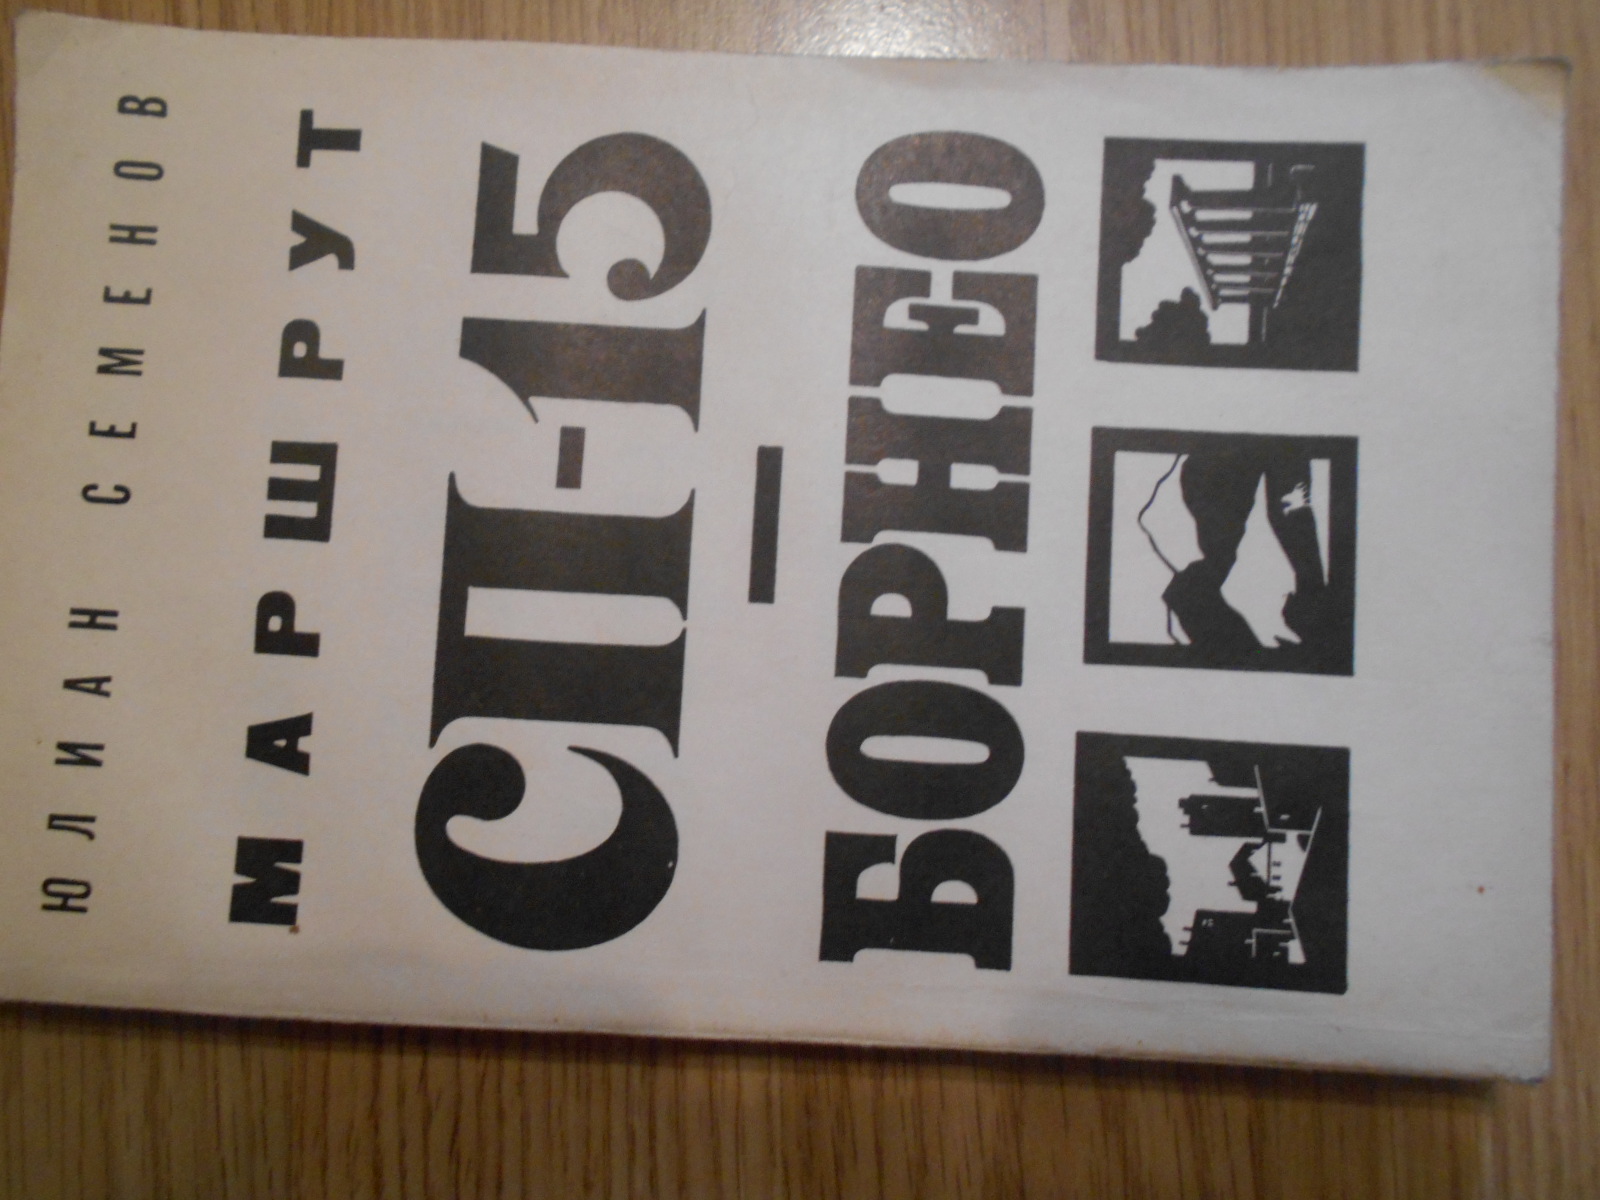 ЮЛИАН СЕМЕНОВ
МАРШРУТ
СП-15
—
БОРНЕО